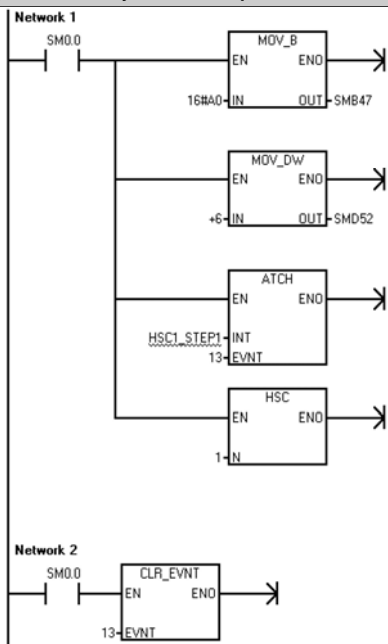 Network 1
SM0.0
MOV_B
EN ENO
16#A0 IN OUT SMB47
MOV_DW
EN ENO
+6 IN OUT SMD52
ATCH
EN ENO
HSC1_STEP1 INT
13 EVNT
HSC
EN ENO
1 N
Network 2
SM0.0 CLR_EVNT
EN ENO
13 EVNT